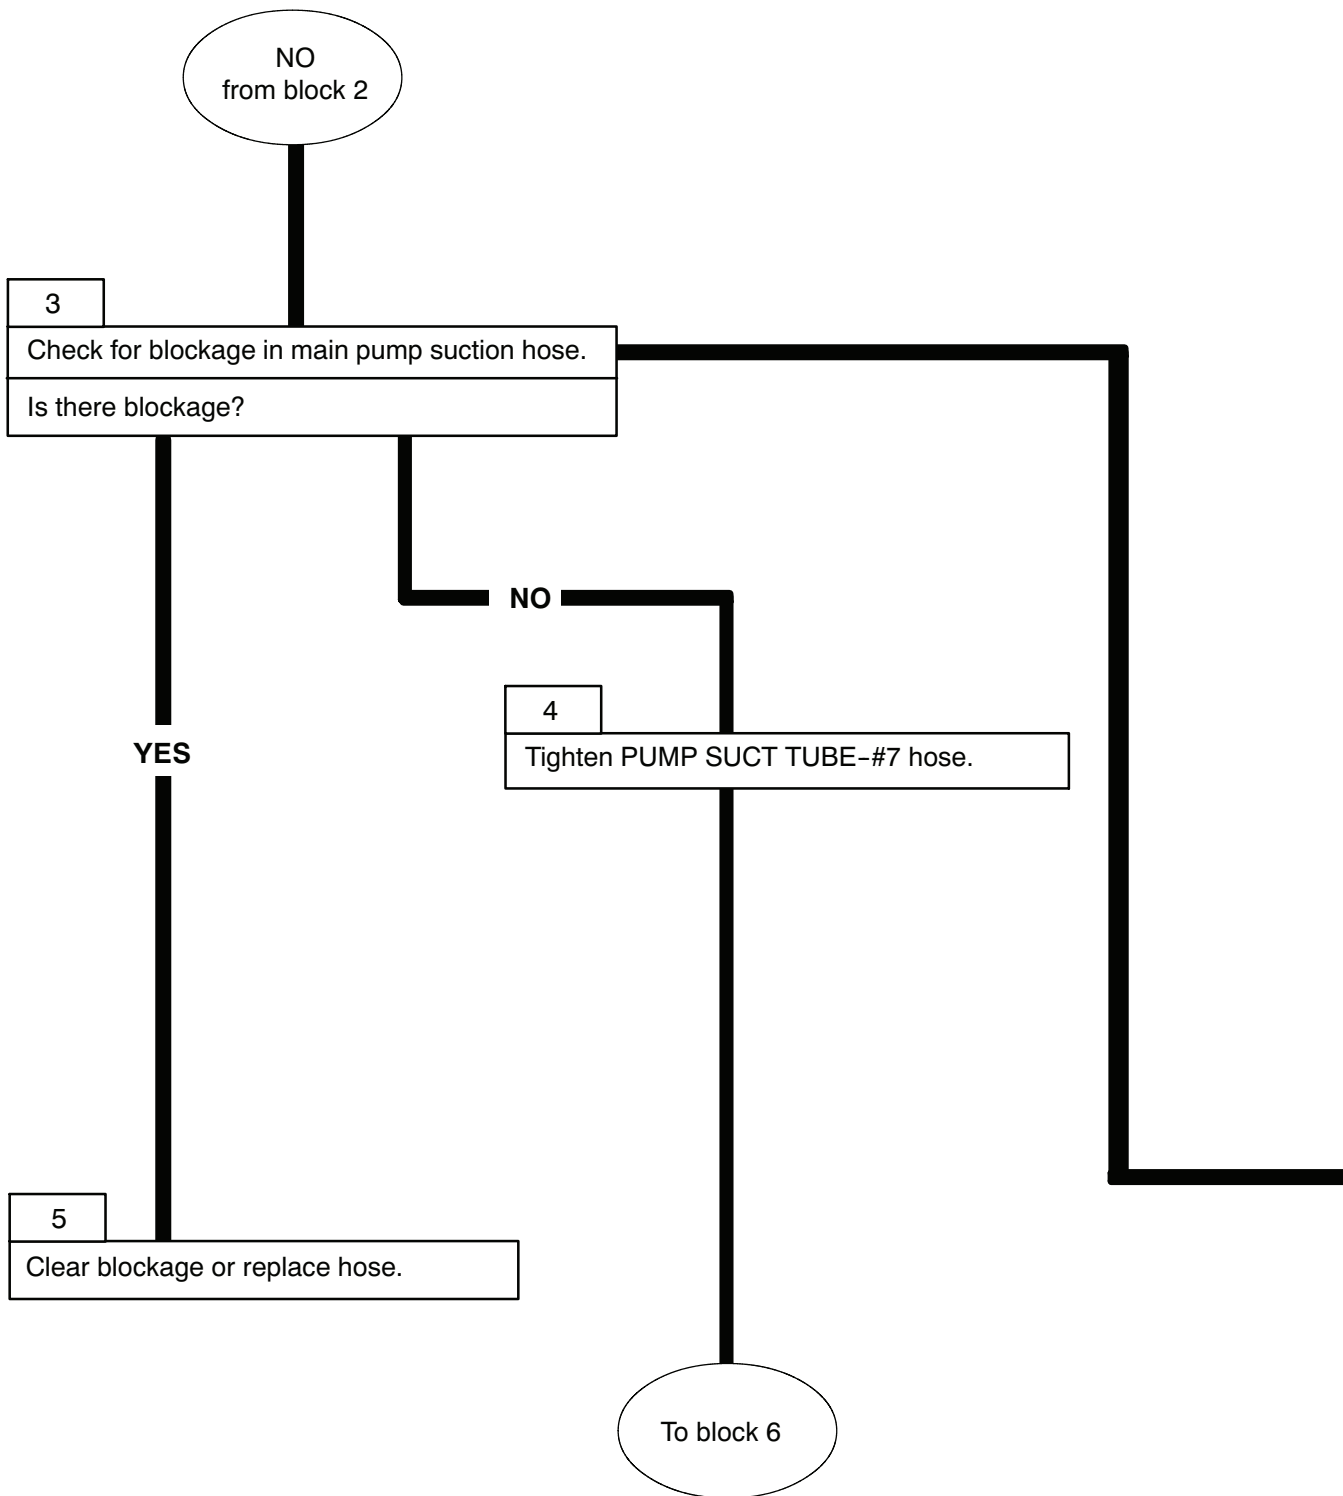 NO
from block 2
3
Check for blockage in main pump suction hose.
Is there blockage?
NO
4
Tighten PUMP SUCT TUBE-#7 hose.
YES
5
Clear blockage or replace hose.
To block 6